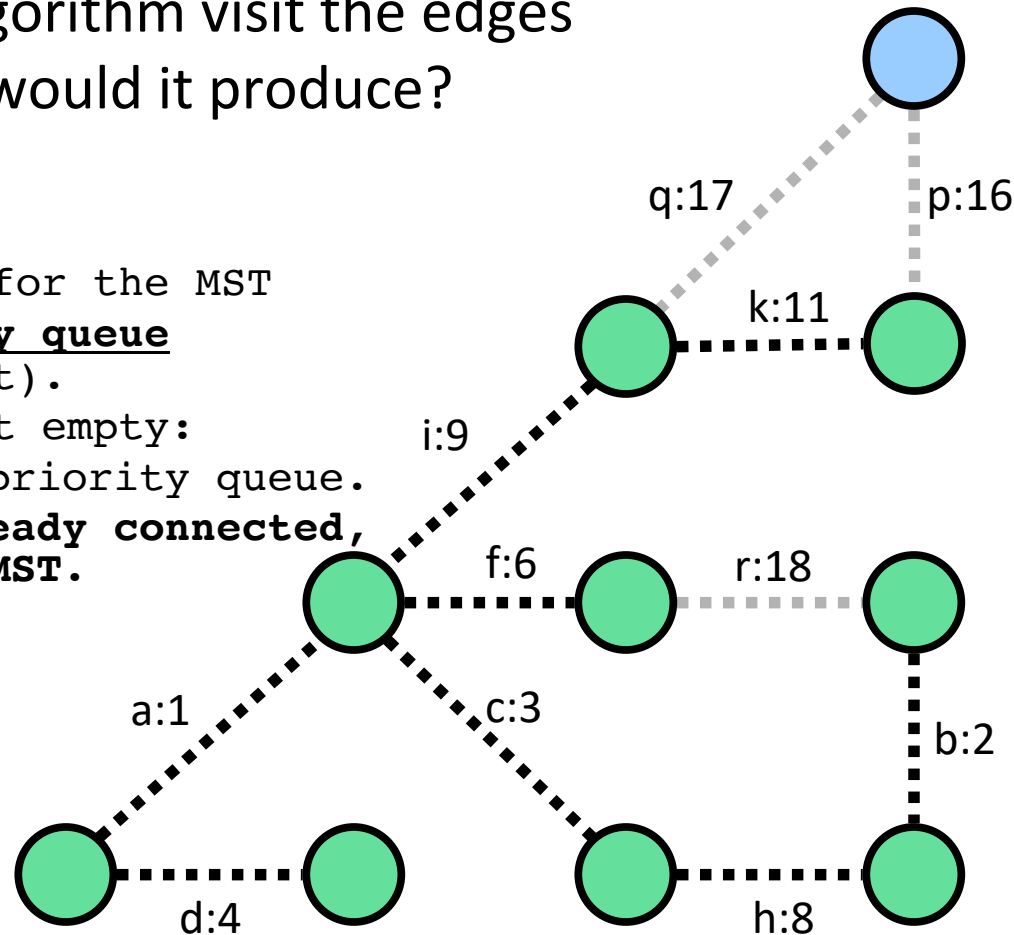 gorithm visit the edges
would it produce?
q:17
p:16
for the MST
y queue
k:11
t).
t empty:
i:9
priority queue.
eady connected,
MST.
f:6
r:18
a:1
c:3
b:2
d:4
h:8